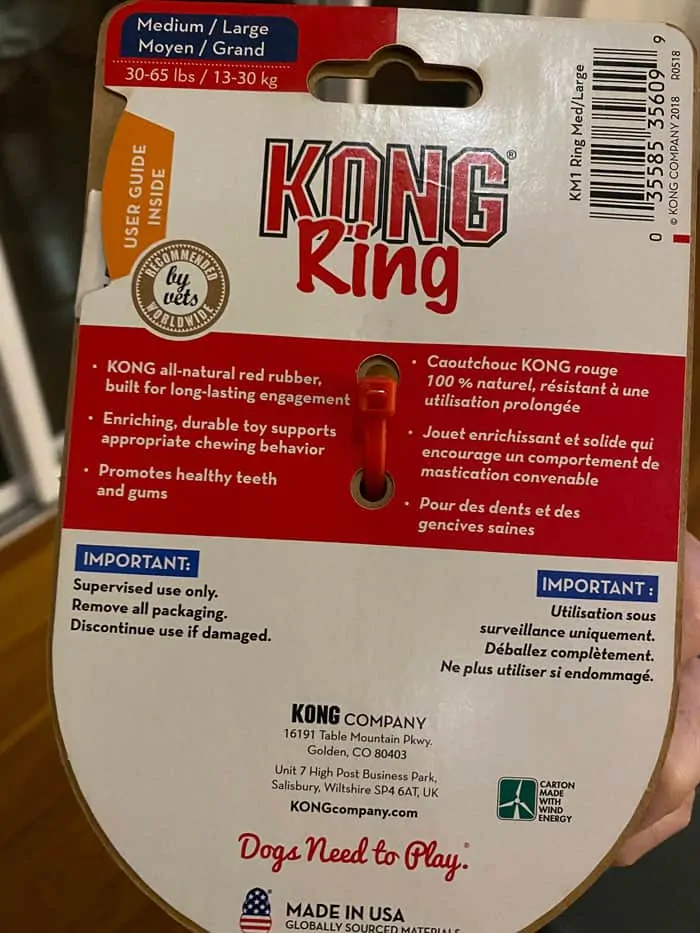 Medium / Large
Moyen / Grand
30-65 lbs / 13-30 kg
USER GUIDE
INSIDE
RECOMMENDED
by
vets
WORLDWIDE
KONG®
Ring
KM1 Ring Med/Large
0 35585 35609 9
© KONG COMPANY 2018 R0518
• KONG all-natural red rubber,
built for long-lasting engagement
• Enriching, durable toy supports
appropriate chewing behavior
• Promotes healthy teeth
and gums
• Caoutchouc KONG rouge
100 % naturel, résistant à une
utilisation prolongée
• Jouet enrichissant et solide qui
encourage un comportement de
mastication convenable
• Pour des dents et des
gencives saines
IMPORTANT:
Supervised use only.
Remove all packaging.
Discontinue use if damaged.
IMPORTANT :
Utilisation sous
surveillance uniquement.
Déballez complètement.
Ne plus utiliser si endommagé.
KONG COMPANY
16191 Table Mountain Pkwy.
Golden, CO 80403
Unit 7 High Post Business Park,
Salisbury, Wiltshire SP4 6AT, UK
KONGcompany.com
CARTON
MADE
WITH
WIND
ENERGY
Dogs Need to Play.®
MADE IN USA
GLOBALLY SOURCED MATERIALS